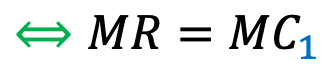 ⟺ MR = MC₁